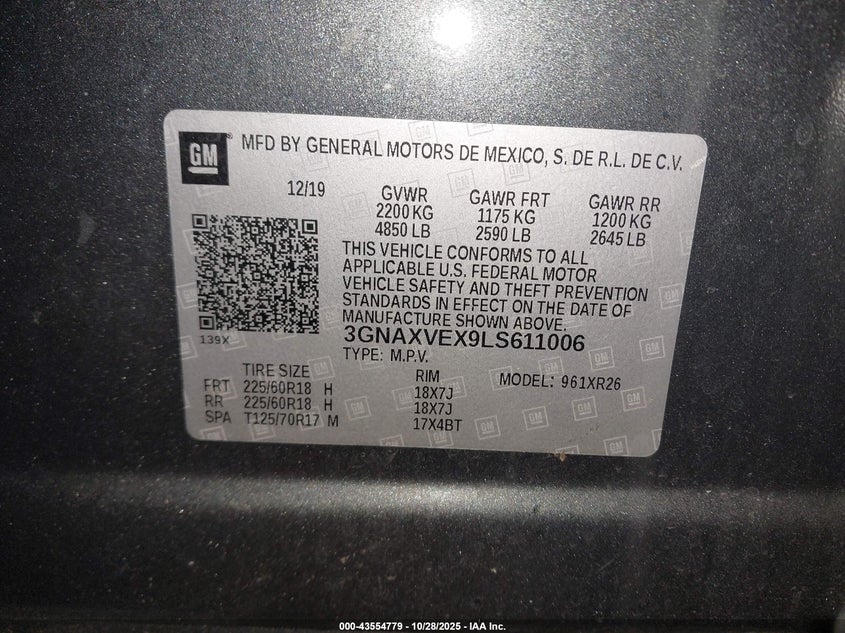 GM ® MFD BY GENERAL MOTORS DE MEXICO, S. DE R.L. DE C.V.
12/19 GVWR GAWR FRT GAWR RR
2200 KG 1175 KG 1200 KG
4850 LB 2590 LB 2645 LB
THIS VEHICLE CONFORMS TO ALL
APPLICABLE U.S. FEDERAL MOTOR
VEHICLE SAFETY AND THEFT PREVENTION
STANDARDS IN EFFECT ON THE DATE OF
MANUFACTURE SHOWN ABOVE.
139X 3GNAXVEX9LS611006
TYPE: M.P.V.
TIRE SIZE RIM MODEL: 961XR26
FRT 225/60R18 H 18X7J
RR 225/60R18 H 18X7J
SPA T125/70R17 M 17X4BT
000-43554779 - 10/28/2025 - IAA Inc.